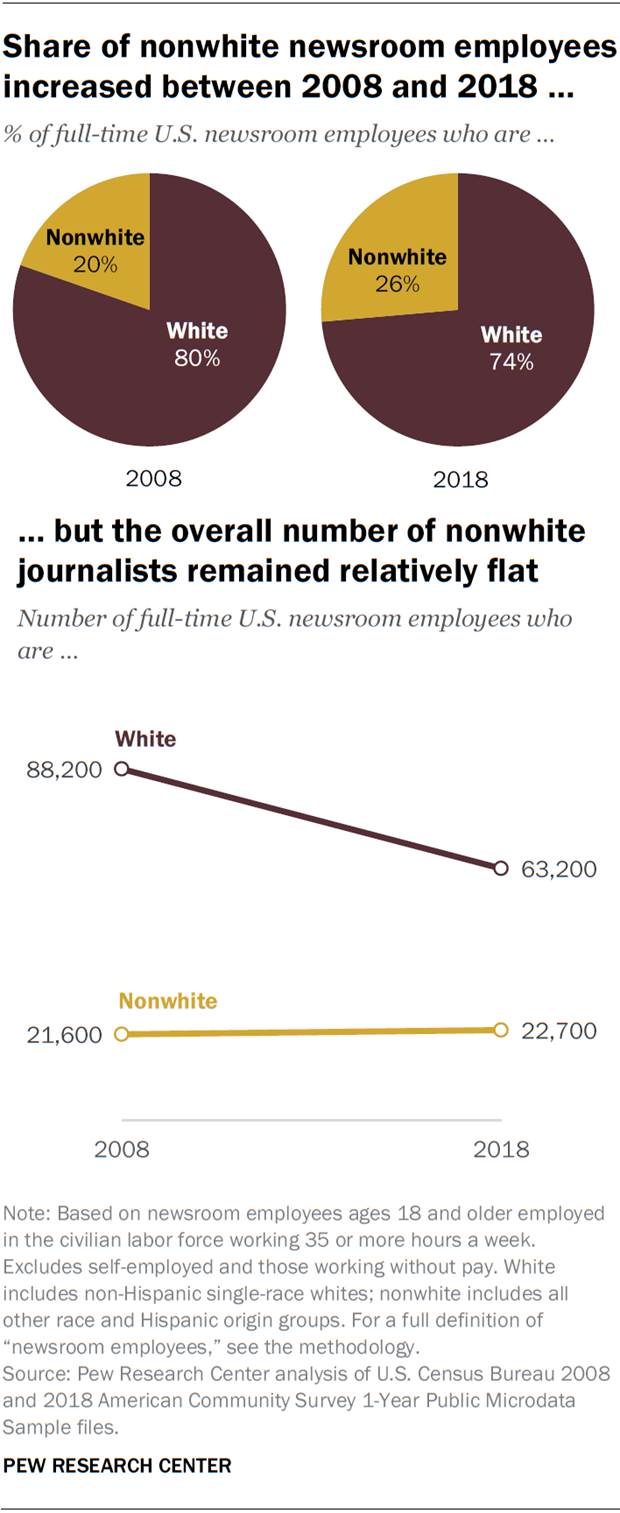 Share of nonwhite newsroom employees
increased between 2008 and 2018 ...
% of full-time U.S. newsroom employees who are ...
Nonwhite
20%
White
80%
2008
Nonwhite
26%
White
74%
2018
... but the overall number of nonwhite
journalists remained relatively flat
Number of full-time U.S. newsroom employees who
are ...
White
88,200
63,200
Nonwhite
21,600
22,700
2008
2018
Note: Based on newsroom employees ages 18 and older employed
in the civilian labor force working 35 or more hours a week.
Excludes self-employed and those working without pay. White
includes non-Hispanic single-race whites; nonwhite includes all
other race and Hispanic origin groups. For a full definition of
“newsroom employees,” see the methodology.
Source: Pew Research Center analysis of U.S. Census Bureau 2008
and 2018 American Community Survey 1-Year Public Microdata
Sample files.
PEW RESEARCH CENTER